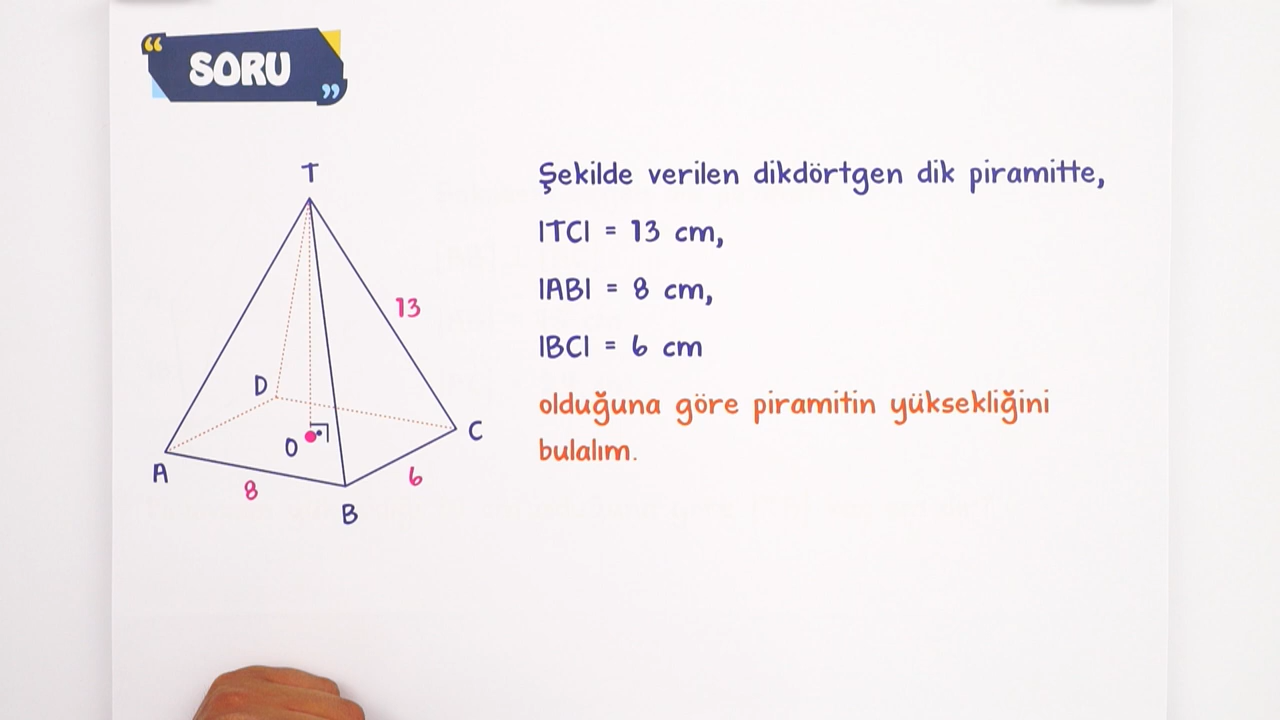 SORU
T
Şekilde verilen dikdörtgen dik piramitte,
|TC| = 13 cm,
|AB| = 8 cm,
13
|BC| = 6 cm
D
olduğuna göre piramitin yüksekliğini
C
O
bulalım.
A
6
8
B